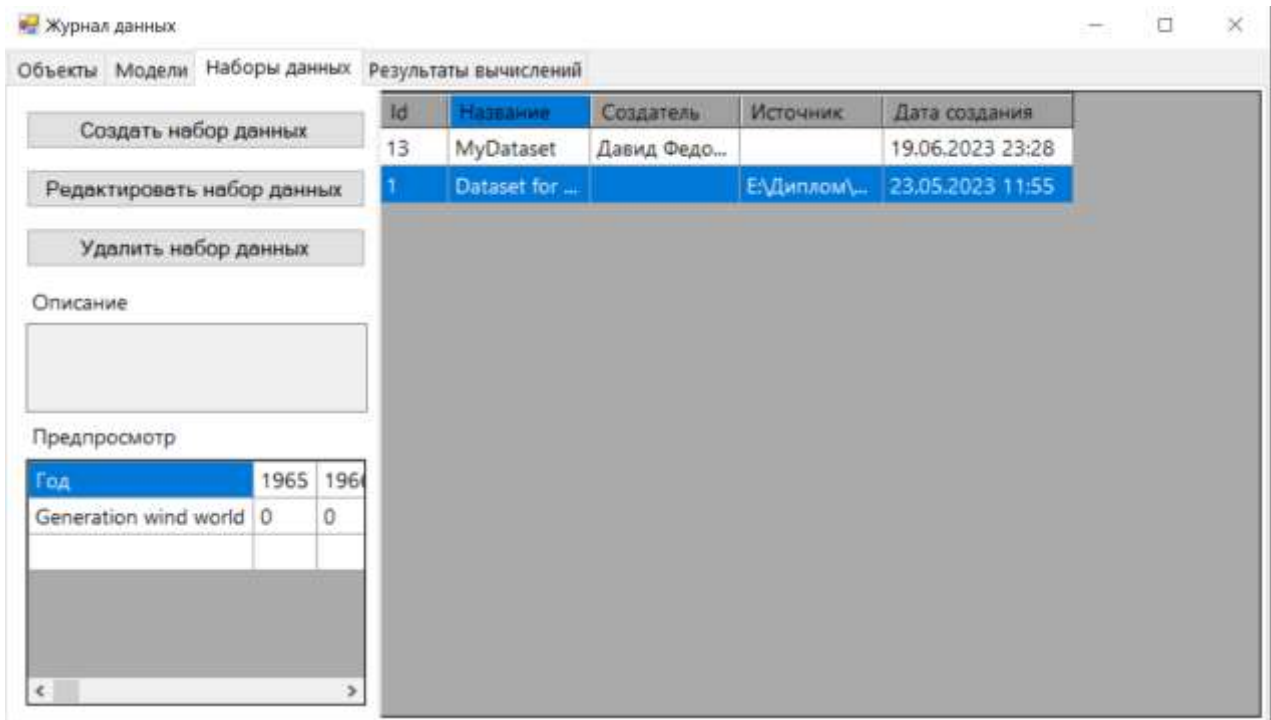 Журнал данных
Объекты Модели Наборы данных Результаты вычислений
Создать набор данных
Редактировать набор данных
Удалить набор данных
Описание
Предпросмотр
Год 1965 1966
Generation wind world 0 0
Id Название Создатель Источник Дата создания
13 MyDataset Давид Федо... 19.06.2023 23:28
1 Dataset for ... E:\Диплом\... 23.05.2023 11:55